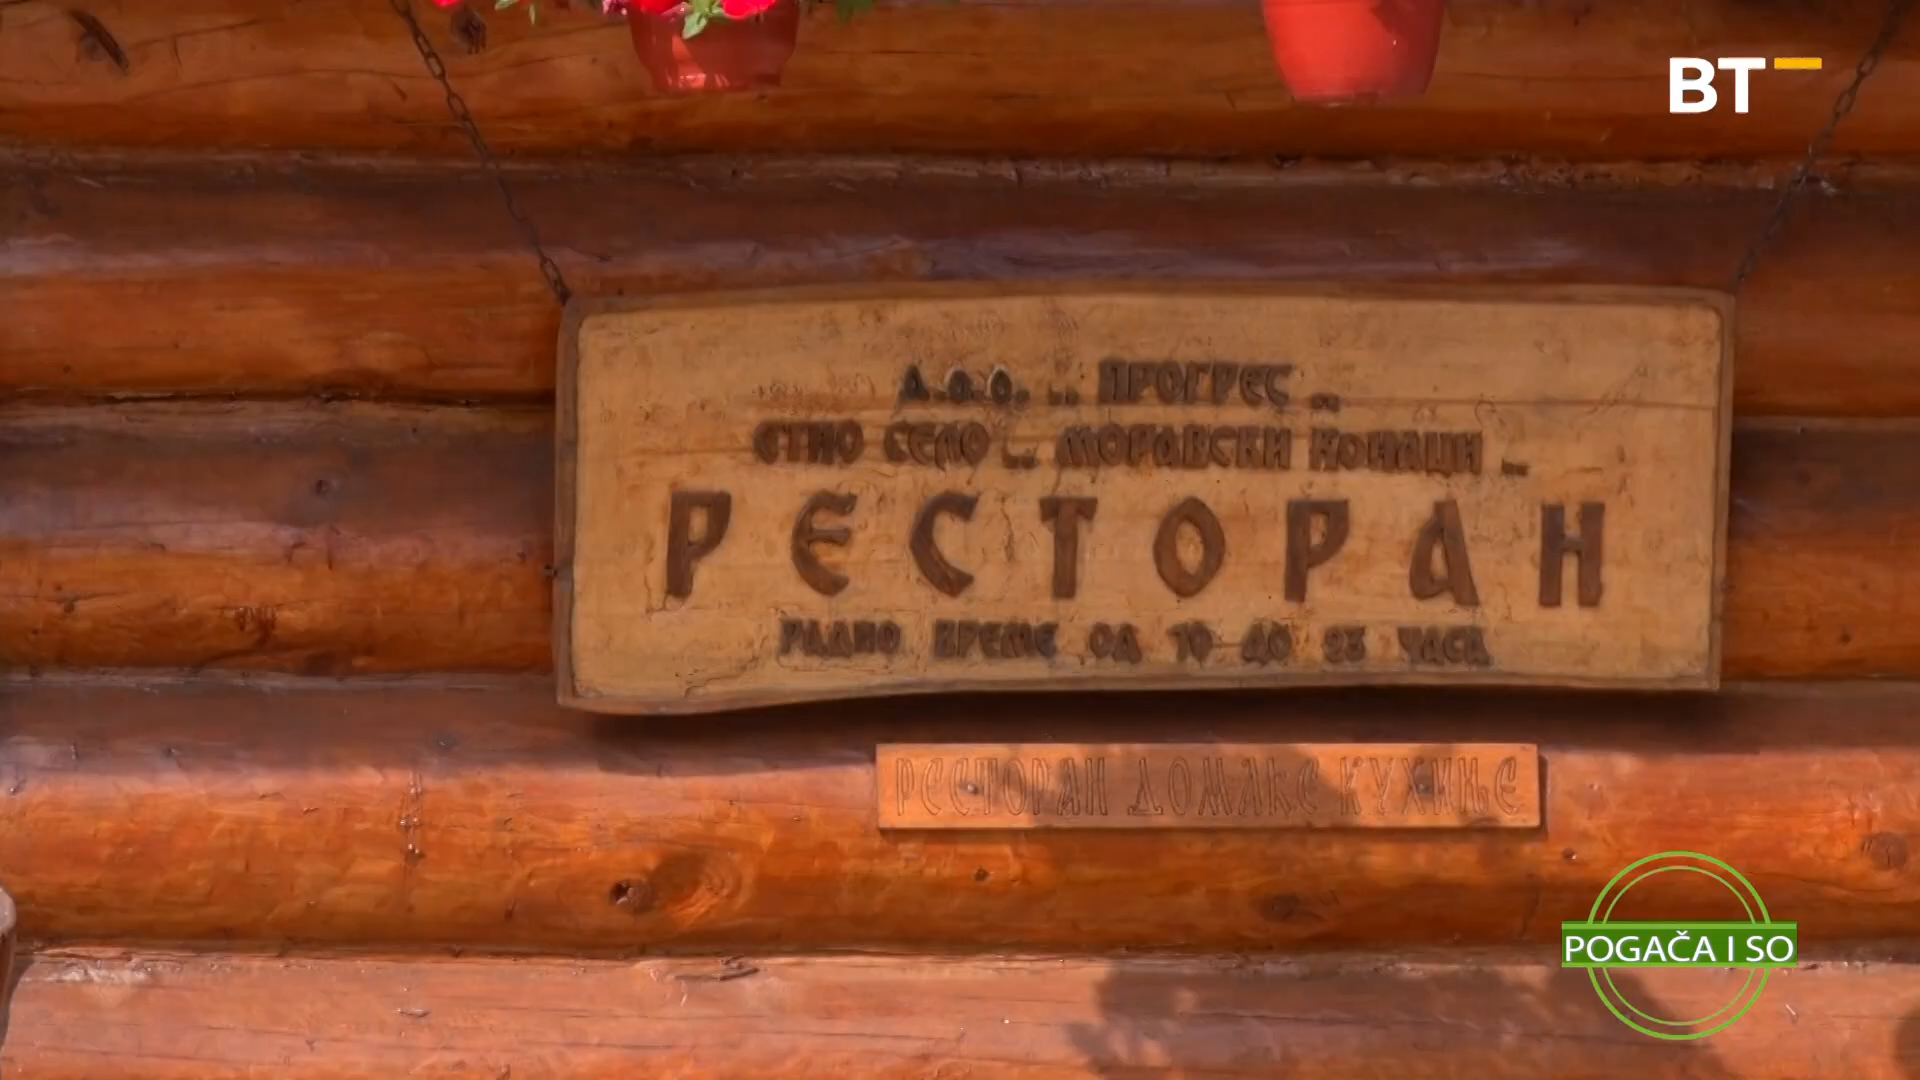 BT
Д.О.О. „ ПРОГРЕС „
ЕТНО СЕЛО „ МОРАВСКИ КОНАЦИ „
РЕСТОРАН
РАДНО ВРЕМЕ ОД 10 ДО 23 ЧАСА
РЕСТОРАН ДОМАЋЕ КУХИЊЕ
POGAČA I SO